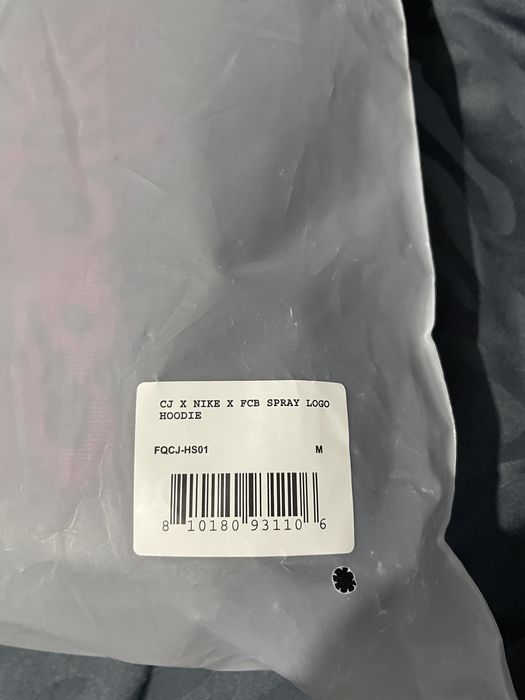 CJ X NIKE X FCB SPRAY LOGO
HOODIE
FQCJ-HS01 M
8 10180 93110 6